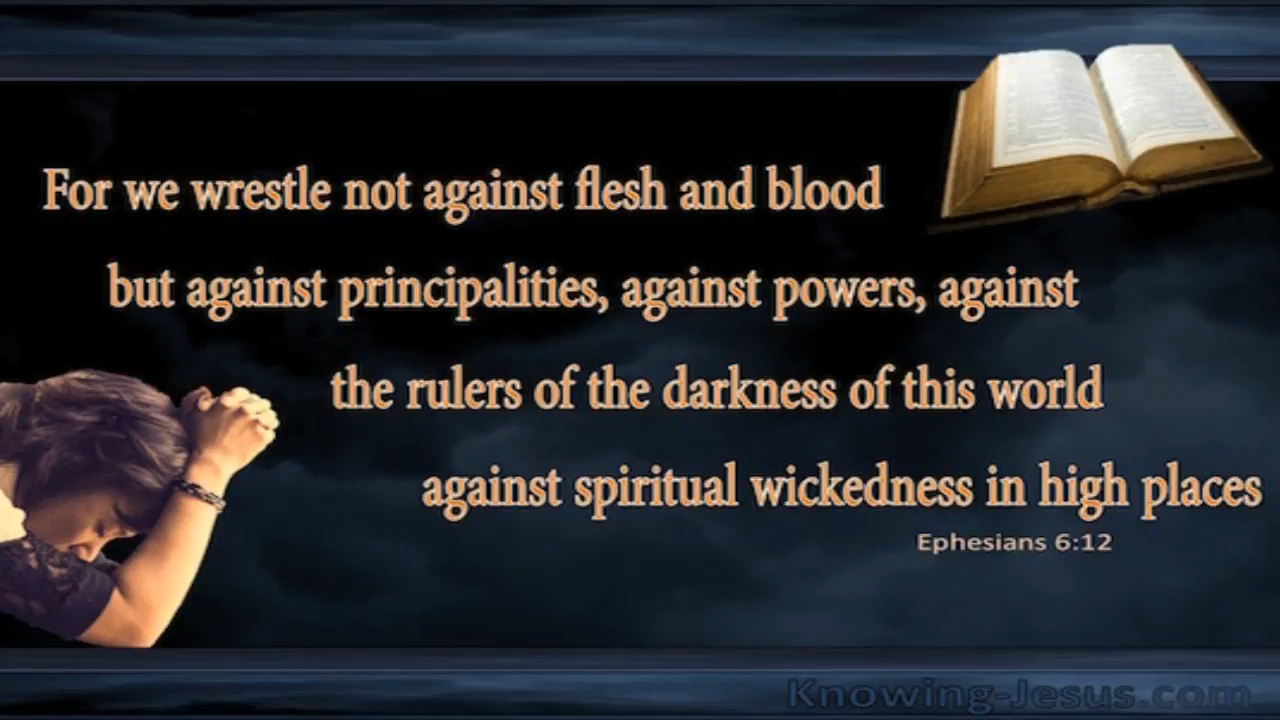 For we wrestle not against flesh and blood
but against principalities, against powers, against
the rulers of the darkness of this world
against spiritual wickedness in high places
Ephesians 6:12
Knowing-Jesus.com